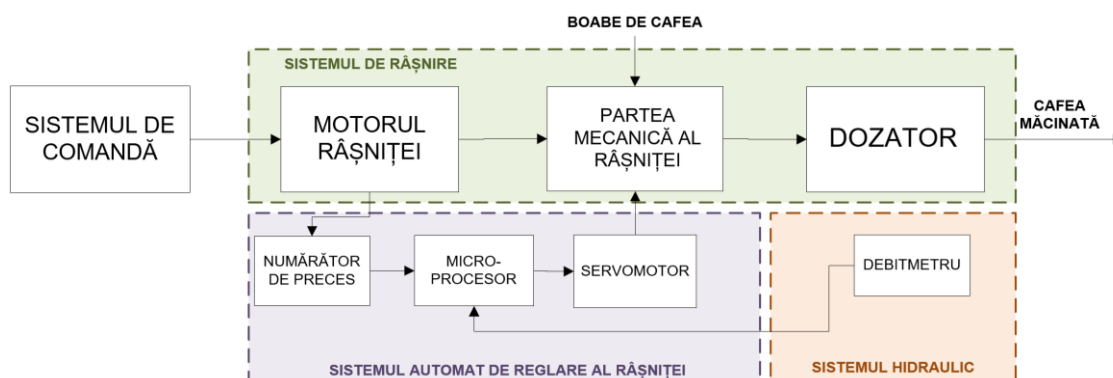 BOABE DE CAFEA
SISTEMUL DE RÂȘNIRE
SISTEMUL DE
COMANDĂ
MOTORUL
RÂȘNIȚEI
PARTEA
MECANICĂ AL
RÂȘNIȚEI
DOZATOR
CAFEA
MĂCINATĂ
NUMĂRĂTOR
DE PRECES
MICRO-
PROCESOR
SERVOMOTOR
DEBITMETRU
SISTEMUL AUTOMAT DE REGLARE AL RÂȘNIȚEI
SISTEMUL HIDRAULIC